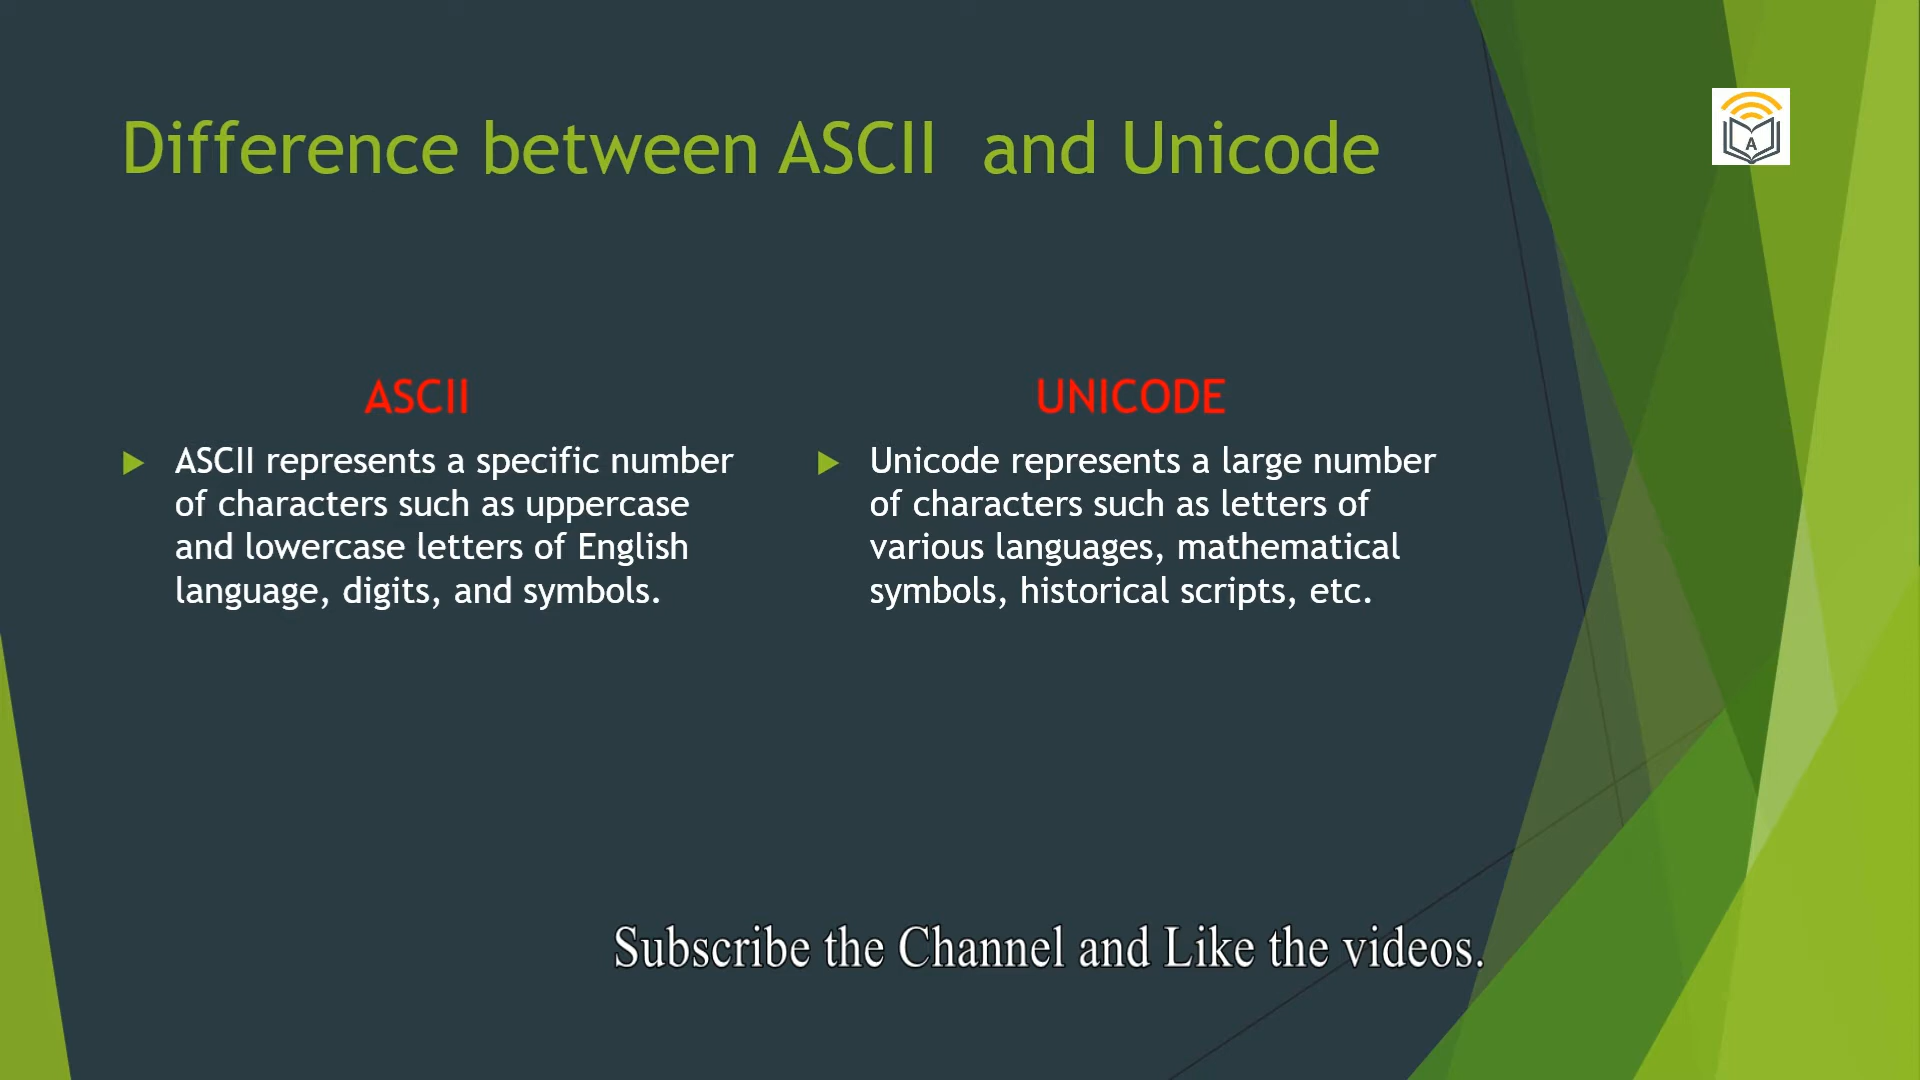 Difference between ASCII and Unicode
A
ASCII
ASCII represents a specific number
of characters such as uppercase
and lowercase letters of English
language, digits, and symbols.
UNICODE
Unicode represents a large number
of characters such as letters of
various languages, mathematical
symbols, historical scripts, etc.
Subscribe the Channel and Like the videos.